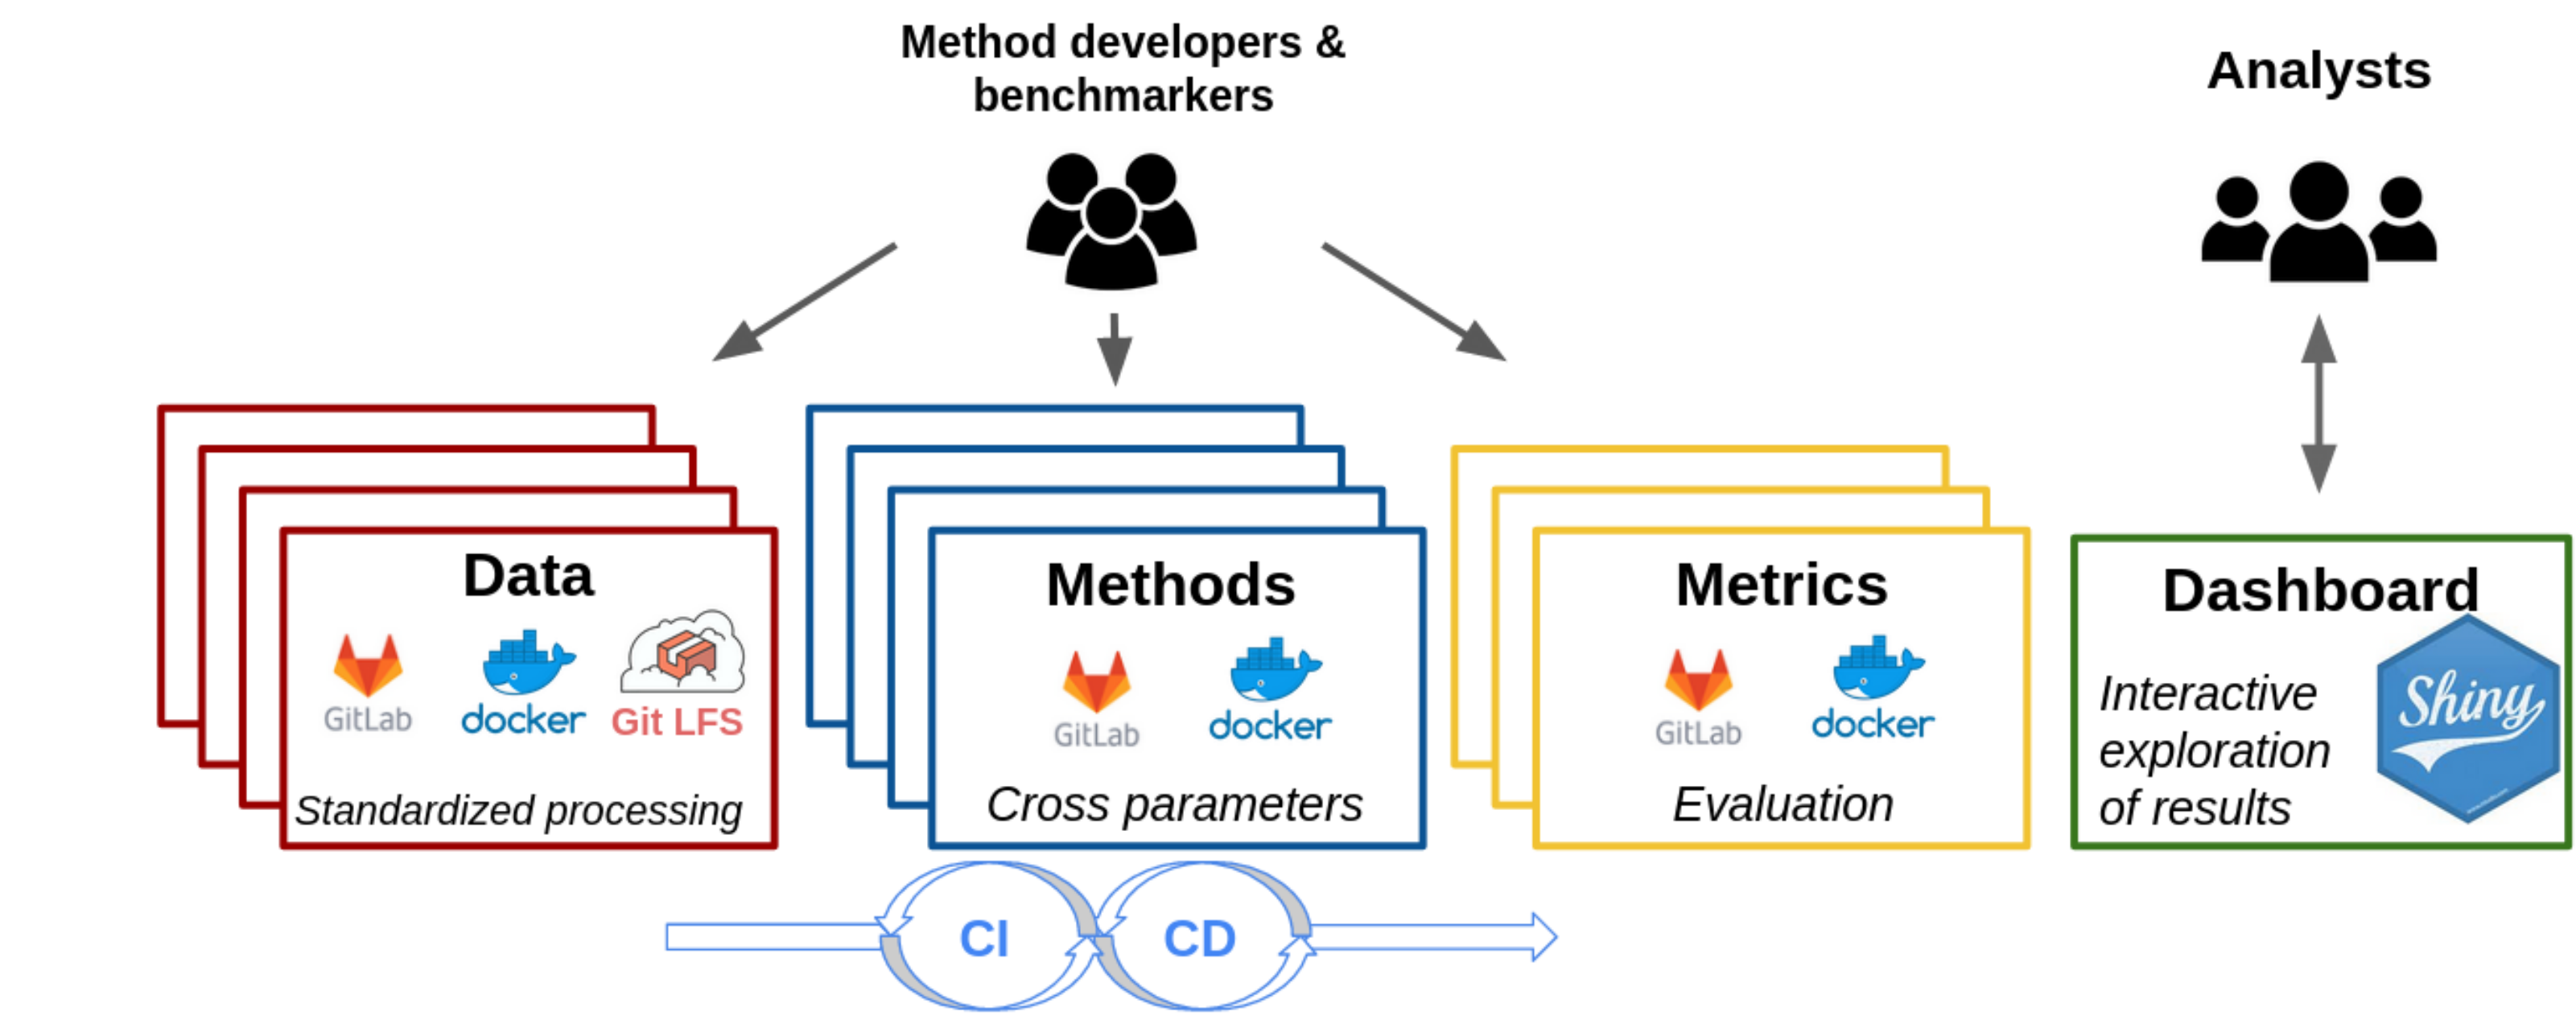 Method developers &
benchmarkers
Analysts
Data
GitLab
docker
Git LFS
Standardized processing
Methods
GitLab
docker
Cross parameters
Metrics
GitLab
docker
Evaluation
Dashboard
Interactive
exploration
of results
Shiny
CI
CD